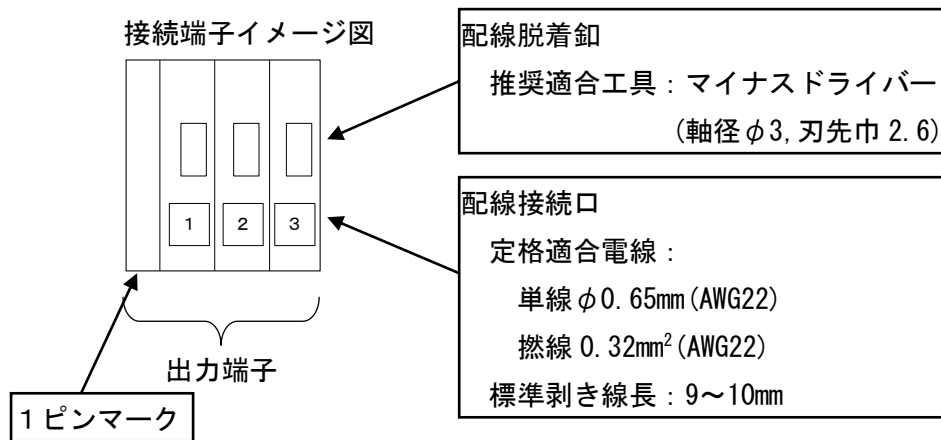 接続端子イメージ図
1 2 3
出力端子
1ピンマーク
配線脱着釦
推奨適合工具：マイナスドライバー
(軸径φ3,刃先巾2.6)
配線接続口
定格適合電線：
単線φ0.65mm(AWG22)
撚線0.32mm²(AWG22)
標準剥き線長：9～10mm